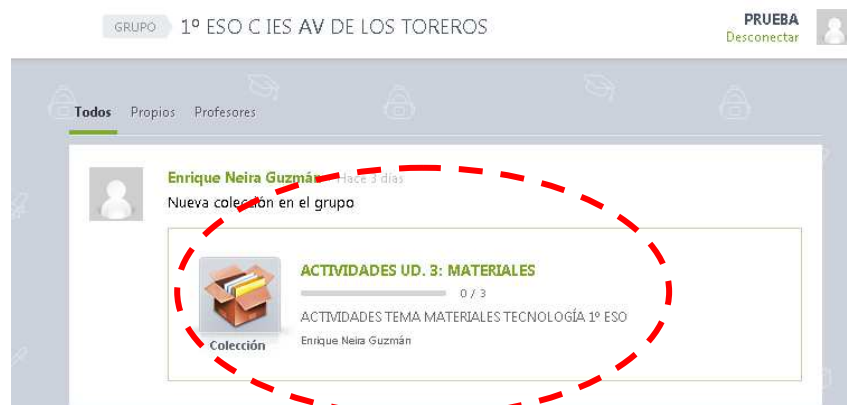 GRUPO 1º ESO C IES AV DE LOS TOREROS
PRUEBA
Desconectar
Todos Propios Profesores
Enrique Neira Guzmán Hace 3 días
Nueva colección en el grupo
ACTIVIDADES UD. 3: MATERIALES
0 / 3
ACTIVIDADES TEMA MATERIALES TECNOLOGÍA 1º ESO
Colección
Enrique Neira Guzmán